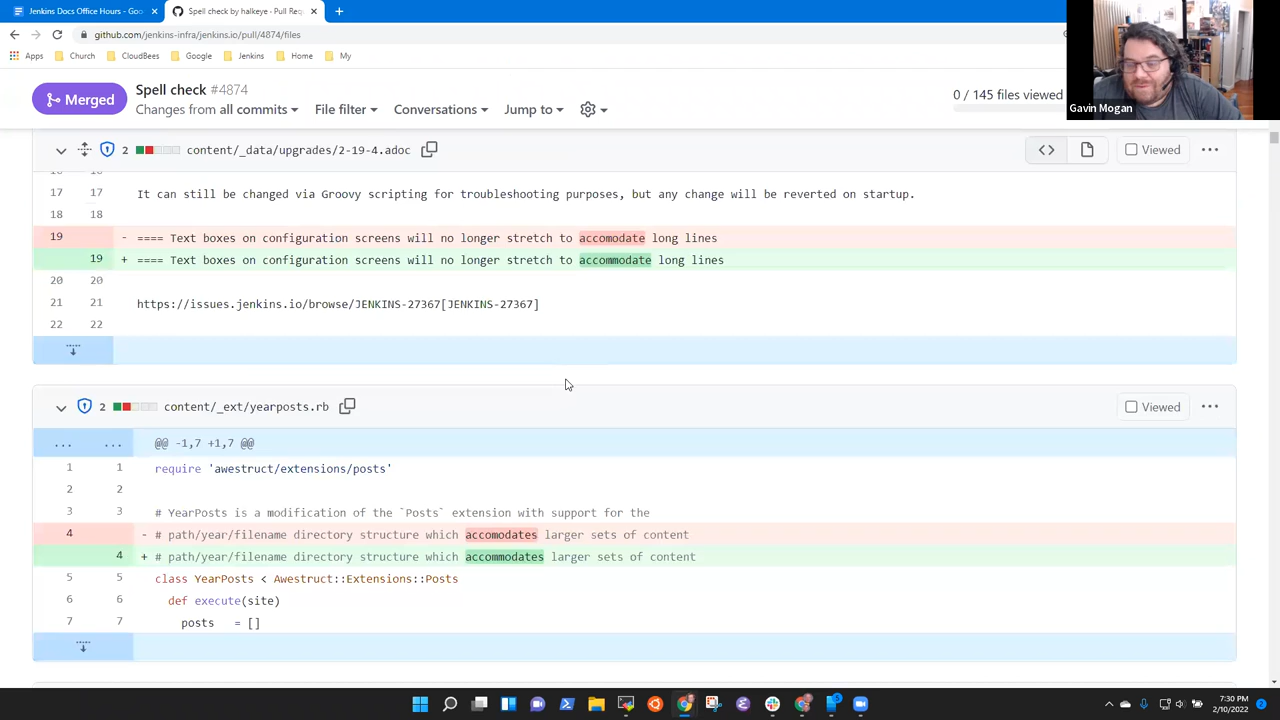 Jenkins Docs Office Hours - Goo
Spell check by halkeye · Pull Req
github.com/jenkins-infra/jenkins.io/pull/4874/files
Apps Church CloudBees Google Jenkins Home My
Gavin Mogan
Merged
Spell check #4874
Changes from all commits File filter Conversations Jump to
0 / 145 files viewed
2 content/_data/upgrades/2-19-4.adoc Viewed
17 17 It can still be changed via Groovy scripting for troubleshooting purposes, but any change will be reverted on startup.
18 18
19 - ==== Text boxes on configuration screens will no longer stretch to accomodate long lines
19 + ==== Text boxes on configuration screens will no longer stretch to accommodate long lines
20 20
21 21 https://issues.jenkins.io/browse/JENKINS-27367[JENKINS-27367]
22 22
2 content/_ext/yearposts.rb Viewed
... ... @@ -1,7 +1,7 @@
1 1 require 'awestruct/extensions/posts'
2 2
3 3 # YearPosts is a modification of the `Posts` extension with support for the
4 - # path/year/filename directory structure which accomodates larger sets of content
4 + # path/year/filename directory structure which accommodates larger sets of content
5 5 class YearPosts < Awestruct::Extensions::Posts
6 6 def execute(site)
7 7 posts = []
7:30 PM
2/10/2022